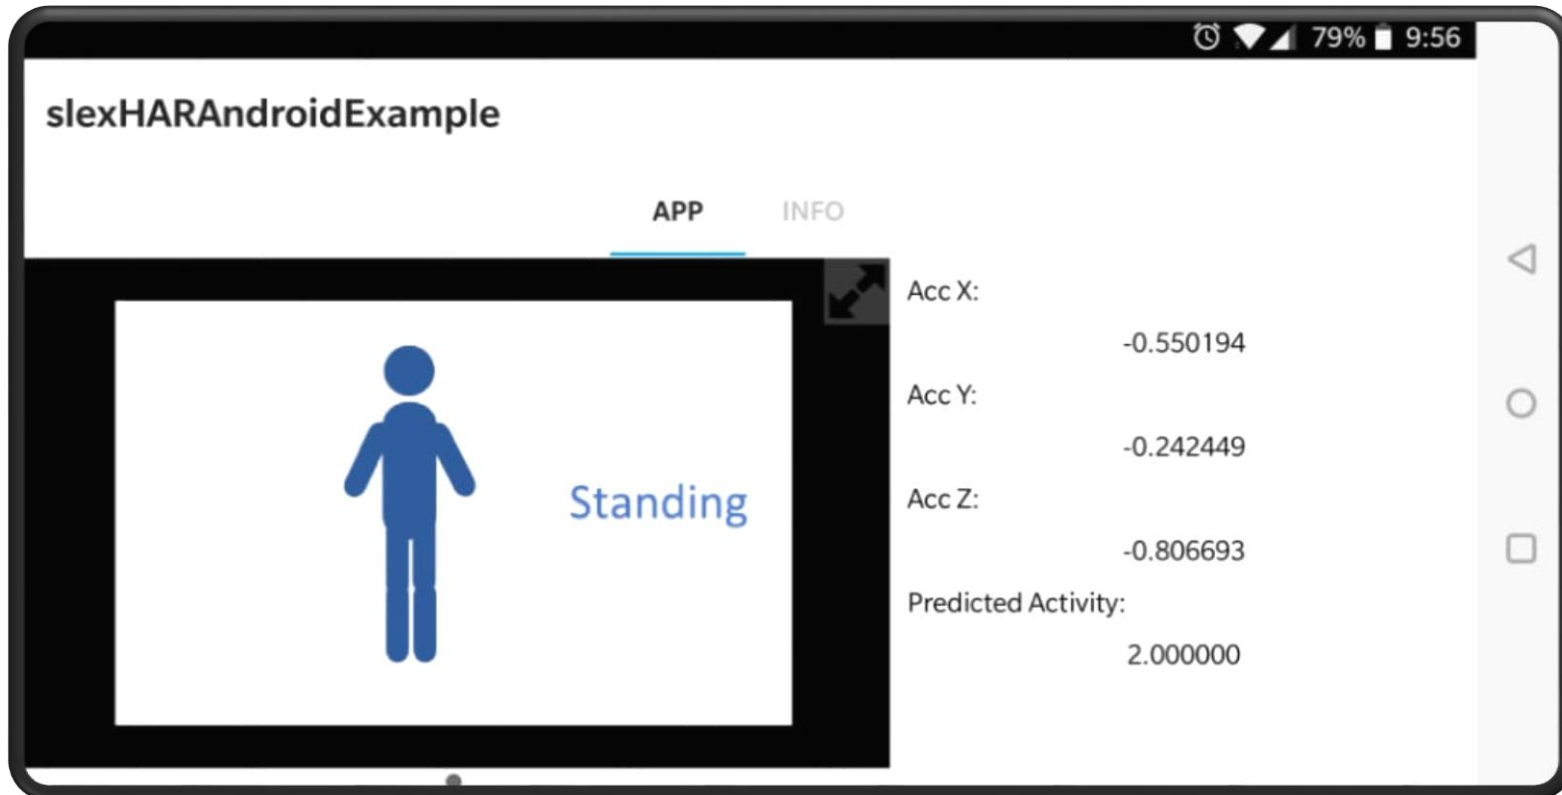 79% 9:56
slexHARAndroidExample
APP INFO
Standing
Acc X:
-0.550194
Acc Y:
-0.242449
Acc Z:
-0.806693
Predicted Activity:
2.000000